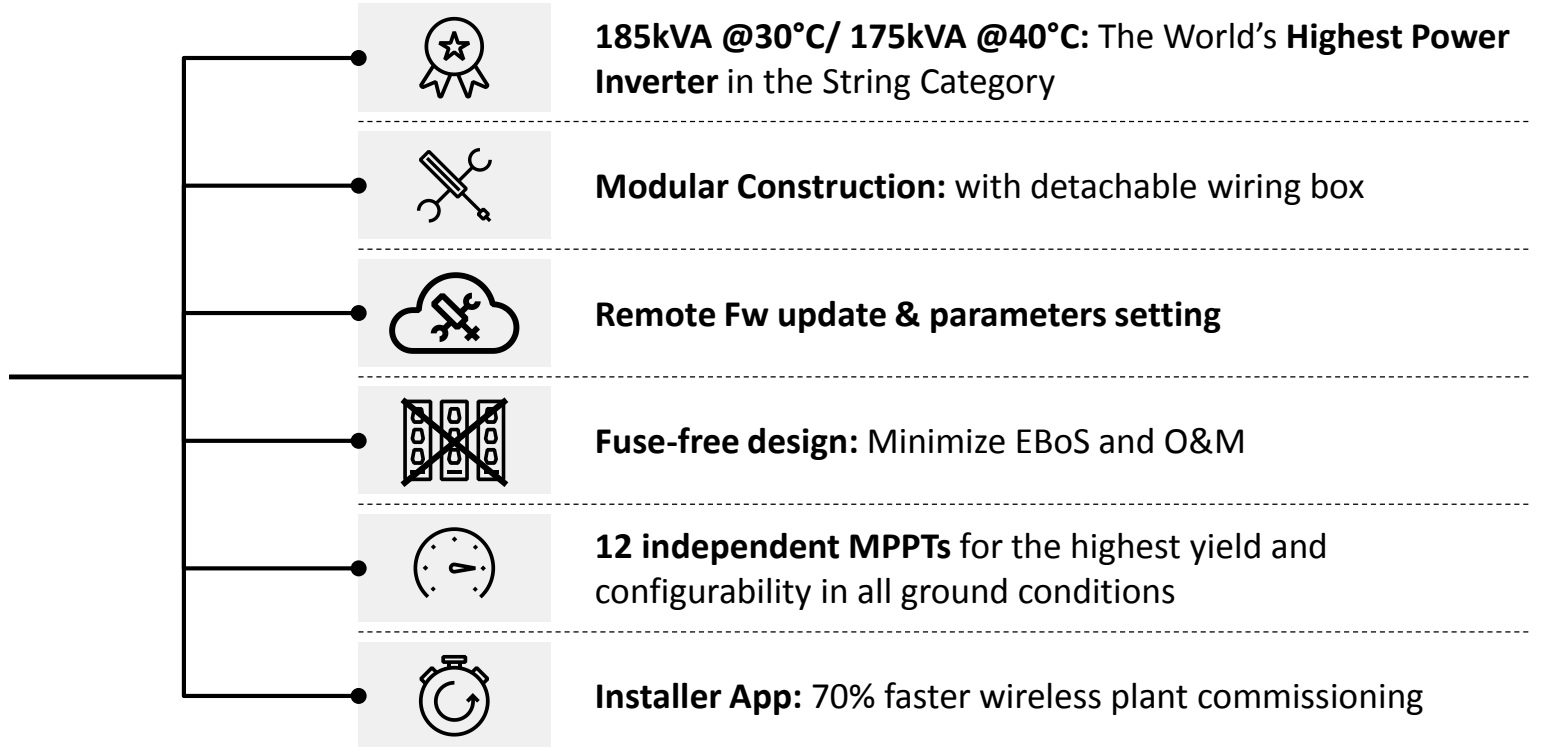 185kVA @30°C/ 175kVA @40°C: The World’s Highest Power
Inverter in the String Category
Modular Construction: with detachable wiring box
Remote Fw update & parameters setting
Fuse-free design: Minimize EBoS and O&M
12 independent MPPTs for the highest yield and
configurability in all ground conditions
Installer App: 70% faster wireless plant commissioning